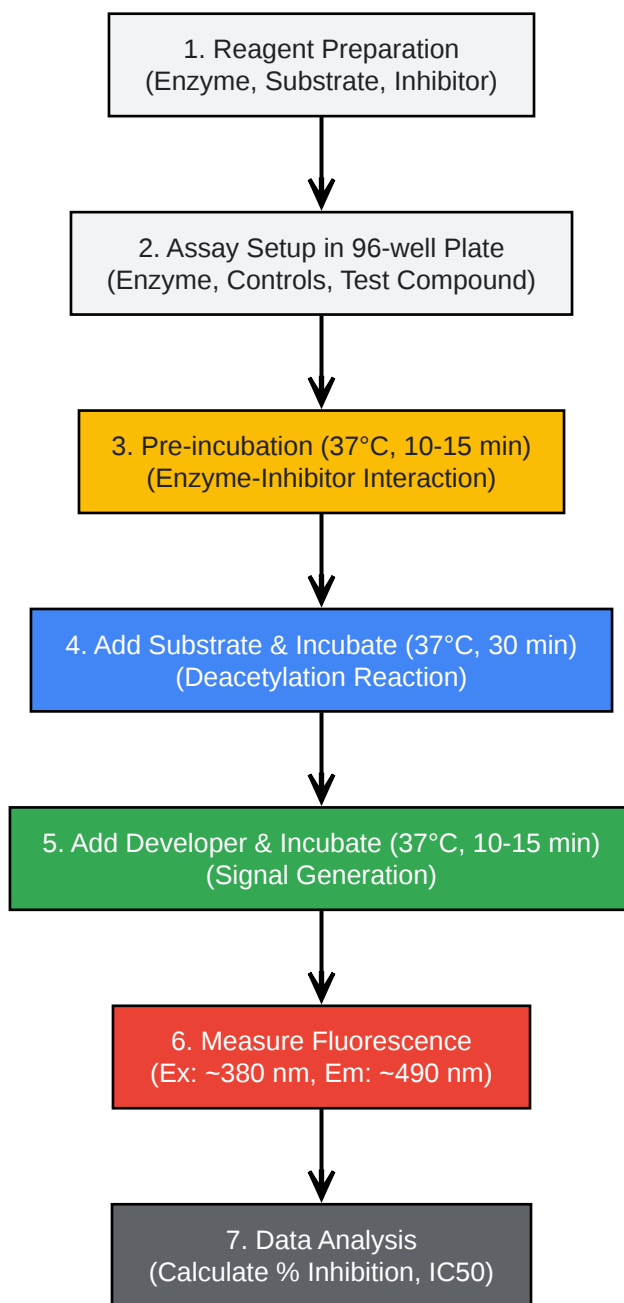 1. Reagent Preparation
(Enzyme, Substrate, Inhibitor)
2. Assay Setup in 96-well Plate
(Enzyme, Controls, Test Compound)
3. Pre-incubation (37°C, 10-15 min)
(Enzyme-Inhibitor Interaction)
4. Add Substrate & Incubate (37°C, 30 min)
(Deacetylation Reaction)
5. Add Developer & Incubate (37°C, 10-15 min)
(Signal Generation)
6. Measure Fluorescence
(Ex: ~380 nm, Em: ~490 nm)
7. Data Analysis
(Calculate % Inhibition, IC50)